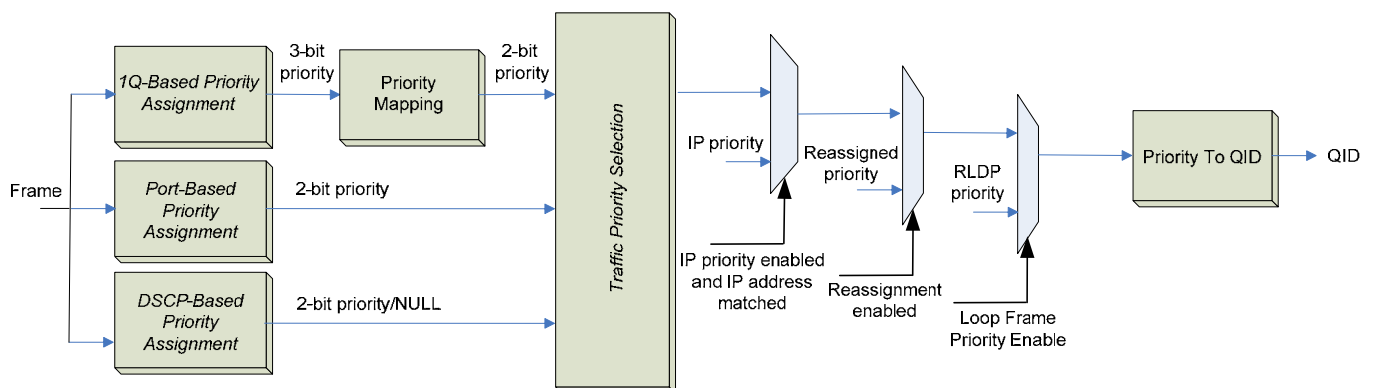 Frame
1Q-Based Priority
Assignment
3-bit
priority
Priority
Mapping
2-bit
priority
Port-Based
Priority
Assignment
2-bit priority
DSCP-Based
Priority
Assignment
2-bit priority/NULL
Traffic Priority Selection
IP priority
IP priority enabled
and IP address
matched
Reassigned
priority
Reassignment
enabled
RLDP
priority
Loop Frame
Priority Enable
Priority To QID
QID